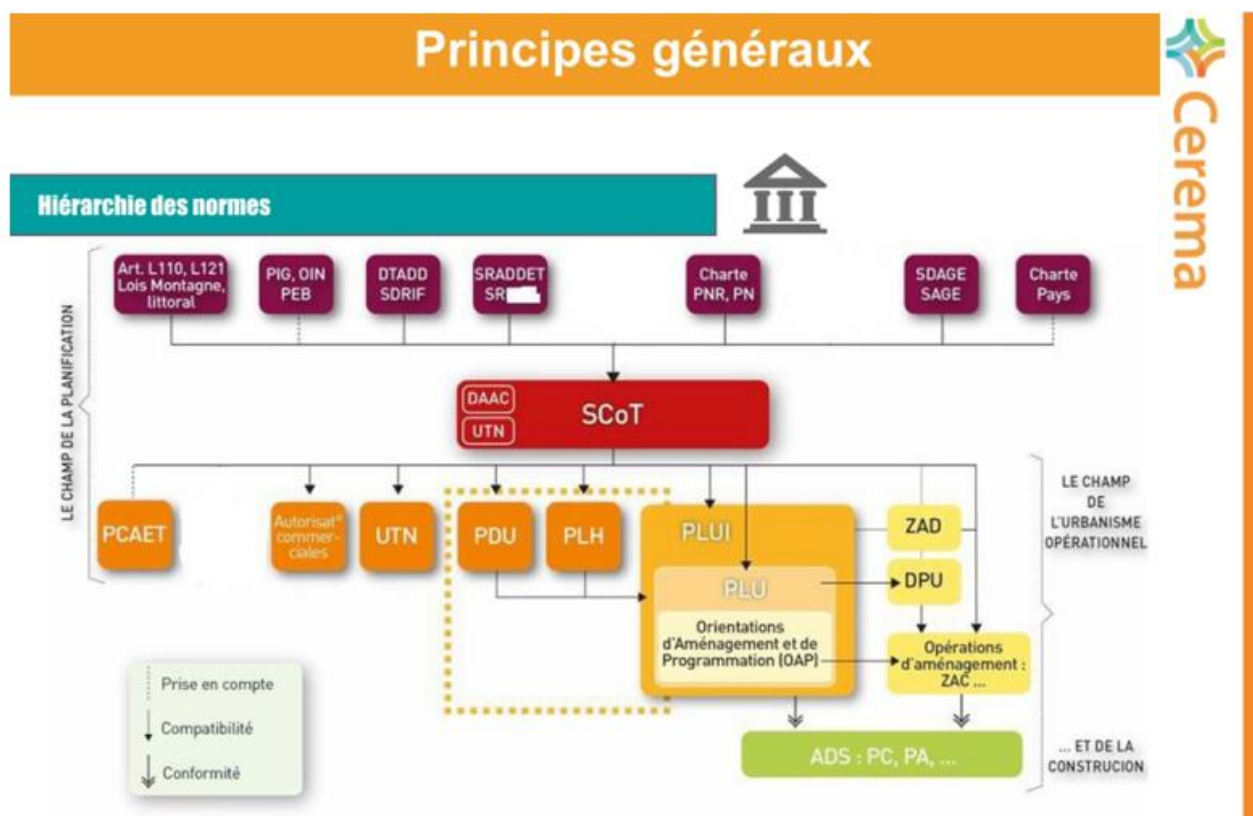 Principes généraux
Cerema
Hiérarchie des normes
LE CHAMP DE LA PLANIFICATION
Art. L110, L121
Lois Montagne,
littoral
PIG, OIN
PEB
DTADD
SDRIF
SRADDET
SR
Charte
PNR, PN
SDAGE
SAGE
Charte
Pays
DAAC
UTN
SCoT
PCAET
Autorisat°
commer-
ciales
UTN
PDU
PLH
PLUI
PLU
Orientations
d'Aménagement et de
Programmation (OAP)
ZAD
DPU
Opérations
d'aménagement :
ZAC ...
LE CHAMP
DE
L'URBANISME
OPÉRATIONNEL
Prise en compte
Compatibilité
Conformité
ADS : PC, PA, ...
... ET DE LA
CONSTRUCION